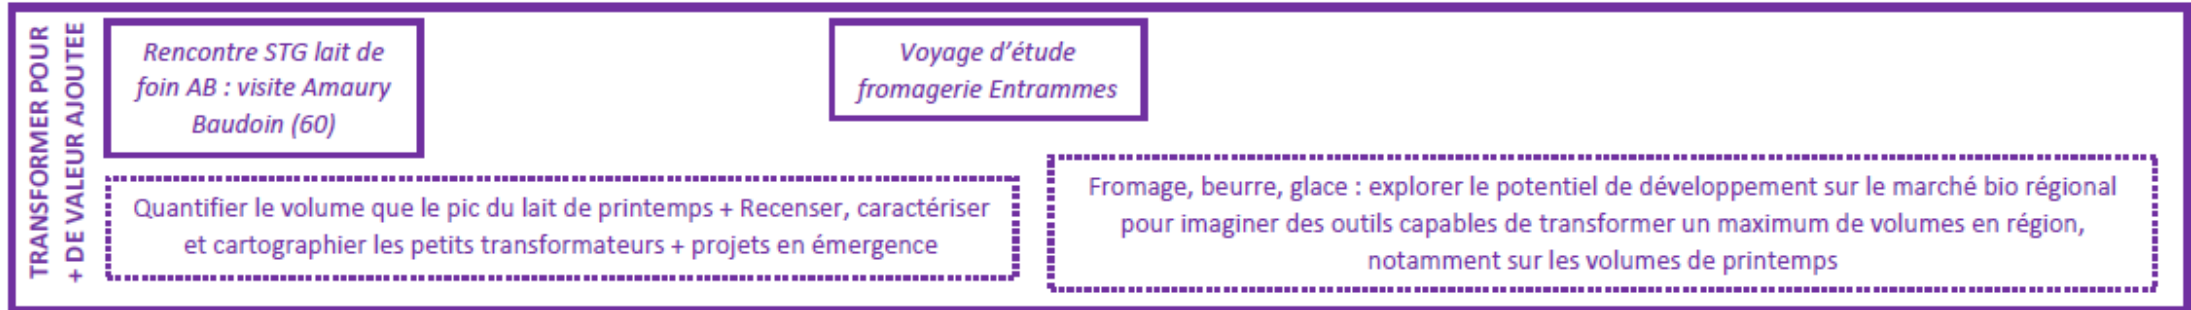 TRANSFORMER POUR
+ DE VALEUR AJOUTEE
Rencontre STG lait de
foin AB : visite Amaury
Baudoin (60)
Voyage d'étude
fromagerie Entrammes
Quantifier le volume que le pic du lait de printemps + Recenser, caractériser
et cartographier les petits transformateurs + projets en émergence
Fromage, beurre, glace : explorer le potentiel de développement sur le marché bio régional
pour imaginer des outils capables de transformer un maximum de volumes en région,
notamment sur les volumes de printemps